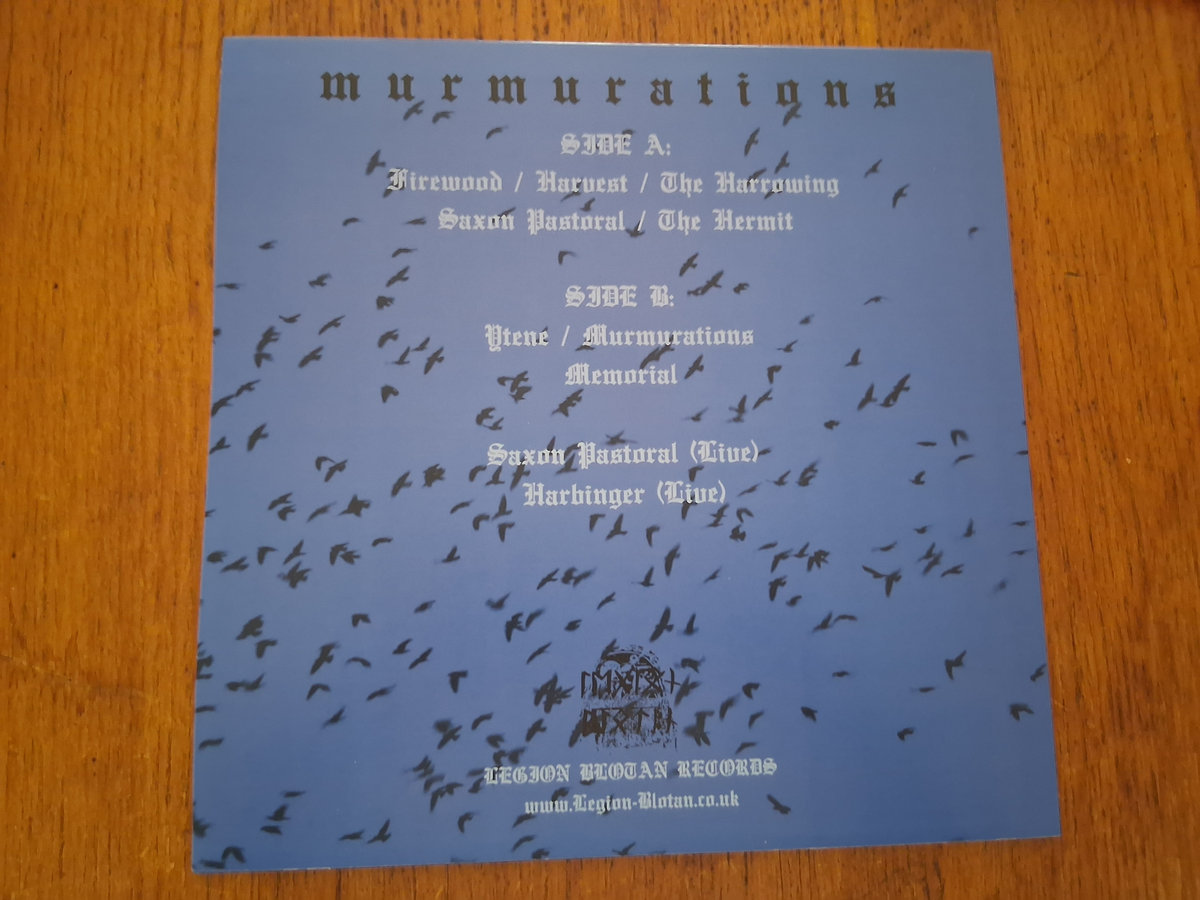 murmurations
SIDE A:
Firewood / Harvest / The Harrowing
Saxon Pastoral / The Hermit
SIDE B:
Ytene / Murmurations
Memorial
Saxon Pastoral (Live)
Harbinger (Live)
LEGION BLOTAN RECORDS
www.Legion-Blotan.co.uk